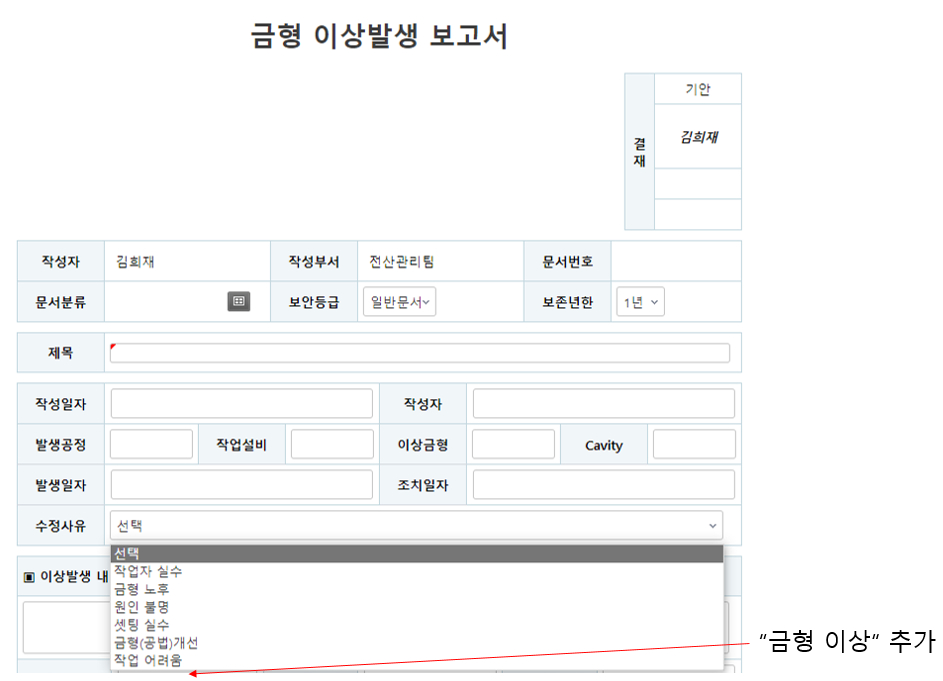 금형 이상발생 보고서
결재
기안
김희재
작성자 김희재 작성부서 전산관리팀 문서번호
문서분류 보안등급 일반문서 보존년한 1년
제목
작성일자 작성자
발생공정 작업설비 이상금형 Cavity
발생일자 조치일자
수정사유 선택
선택
▣ 이상발생 내
작업자 실수
금형 노후
원인 불명
셋팅 실수
금형(공법)개선
작업 어려움
“금형 이상“ 추가